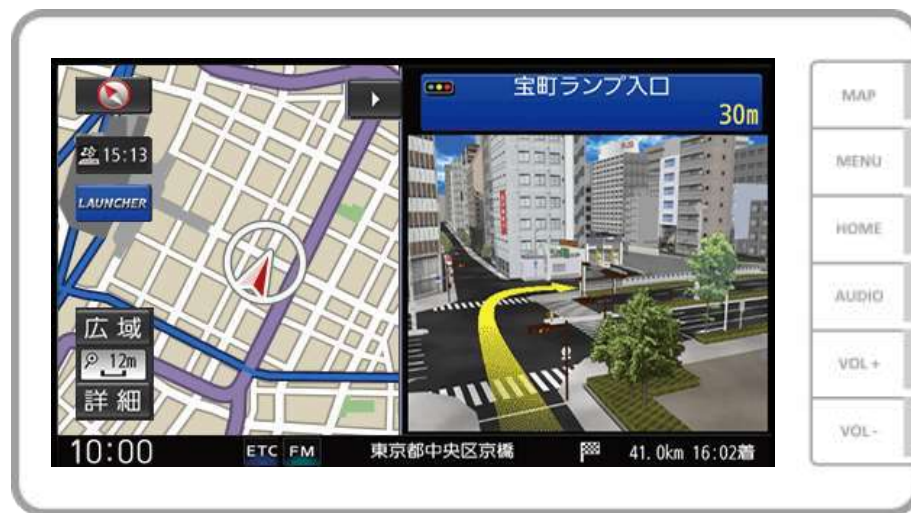 宝町ランプ入口
30m
15:13
LAUNCHER
広域
12m
詳細
10:00
ETC FM
東京都中央区京橋
41.0km 16:02着
MAP
MENU
HOME
AUDIO
VOL+
VOL-